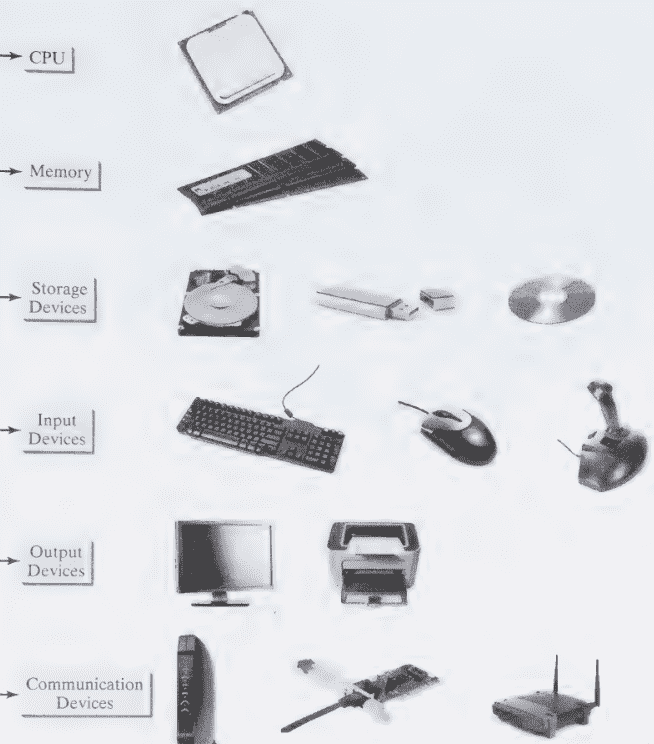 CPU
Memory
Storage
Devices
Input
Devices
Output
Devices
Communication
Devices